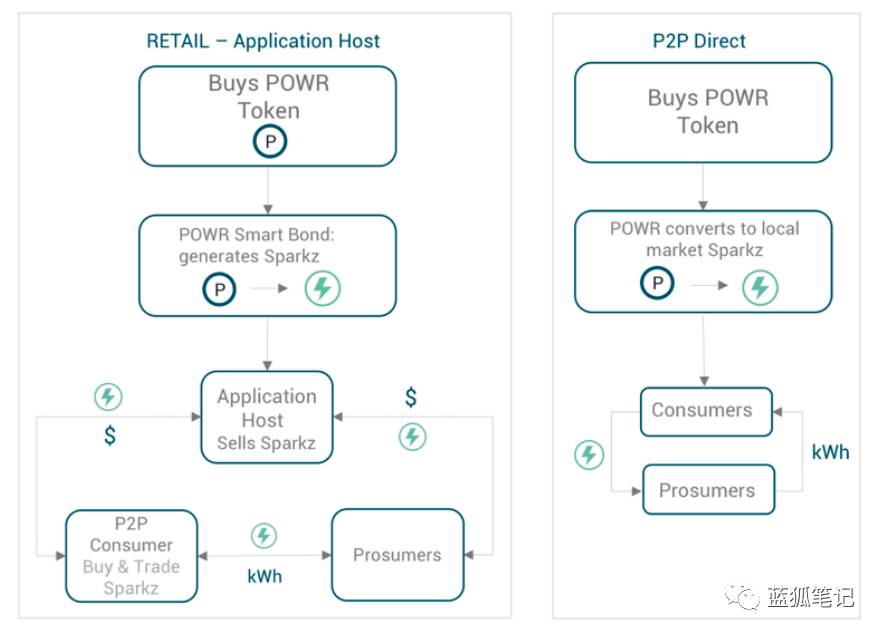 RETAIL – Application Host
Buys POWR
Token
P
POWR Smart Bond:
generates Sparkz
P
Application
Host
Sells Sparkz
$
$
P2P
Consumer
Buy & Trade
Sparkz
kWh
Prosumers
P2P Direct
Buys POWR
Token
POWR converts to local
market Sparkz
P
Consumers
kWh
Prosumers
蓝狐笔记